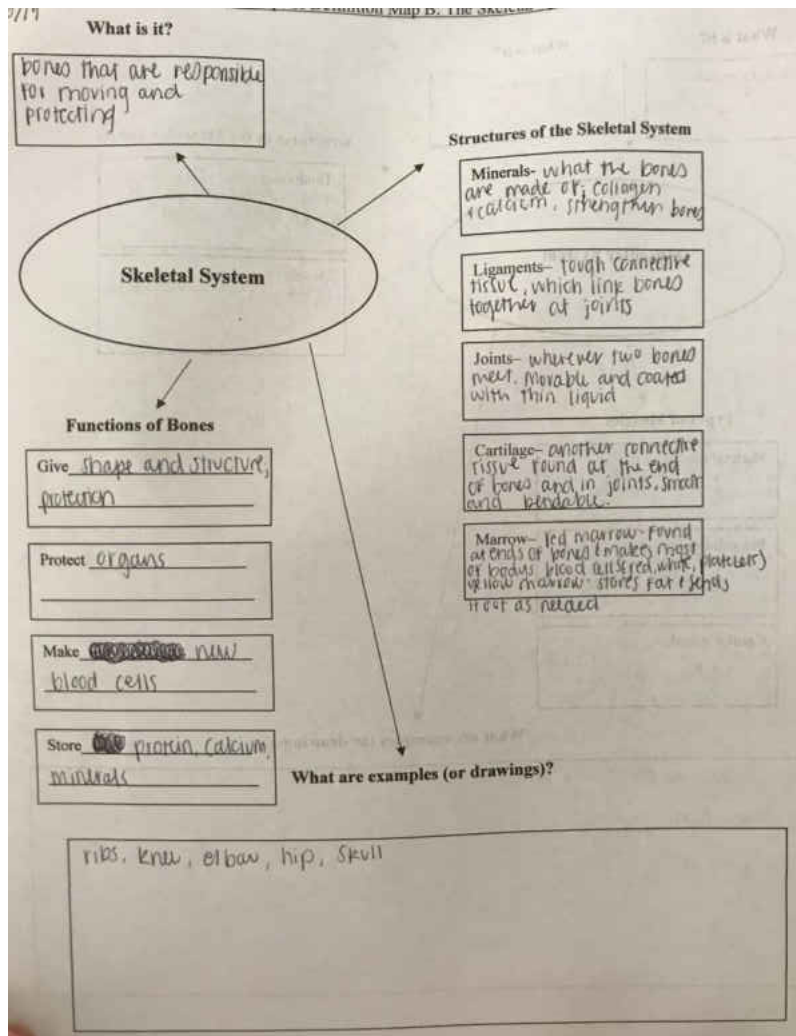 What is it?
bones that are responsible
for moving and
protecting
Skeletal System
Structures of the Skeletal System
Minerals- what the bones
are made of; collagen
+ calcium. strengthen bones
Ligaments- tough connective
tissue, which link bones
together at joints
Joints- wherever two bones
meet. Movable and coated
with thin liquid
Cartilage- another connective
tissue found at the end
of bones and in joints. small
and bendable.
Marrow- red marrow- found
at ends of bones + makes most
of bodys blood cells (red, white, platelets)
yellow marrow- stores fat + sends
it out as needed
Functions of Bones
Give shape and structure,
protection
Protect organs
Make new
blood cells
Store protein, calcium,
minerals
What are examples (or drawings)?
ribs, knee, elbow, hip, skull